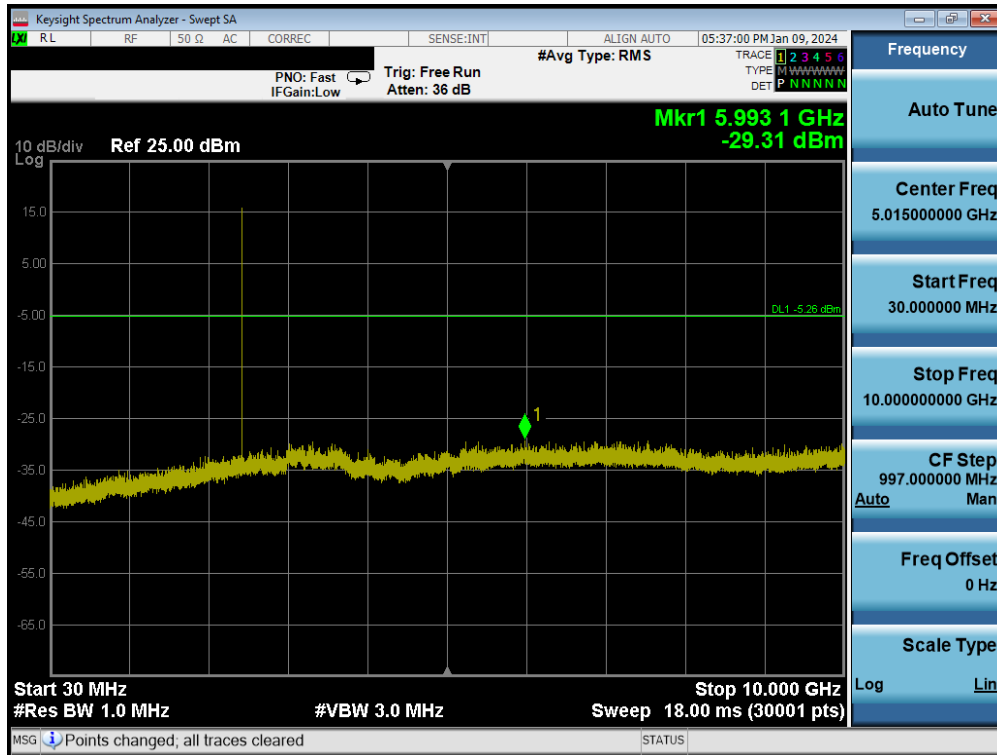 Keysight Spectrum Analyzer - Swept SA
LXI RL RF 50 Ω AC CORREC SENSE:INT ALIGN AUTO 05:37:00 PM Jan 09, 2024
Frequency
PNO: Fast
IFGain:Low
Trig: Free Run
Atten: 36 dB
#Avg Type: RMS
TRACE 1 2 3 4 5 6
TYPE M WWWWW
DET P N N N N N
Auto Tune
Mkr1 5.993 1 GHz
-29.31 dBm
10 dB/div
Log
Ref 25.00 dBm
15.0
5.00
-5.00
-15.0
-25.0
-35.0
-45.0
-55.0
-65.0
DL1 -5.26 dBm
1
Center Freq
5.015000000 GHz
Start Freq
30.000000 MHz
Stop Freq
10.000000000 GHz
CF Step
997.000000 MHz
Auto Man
Freq Offset
0 Hz
Scale Type
Log Lin
Start 30 MHz
Stop 10.000 GHz
#Res BW 1.0 MHz
#VBW 3.0 MHz
Sweep 18.00 ms (30001 pts)
MSG Points changed; all traces cleared
STATUS